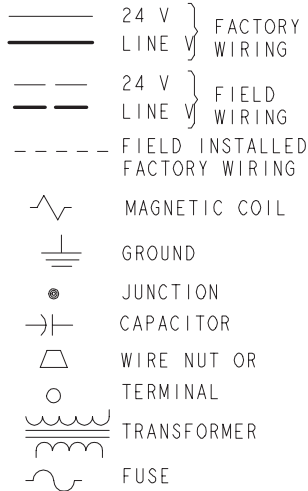 24 V
LINE V
FACTORY
WIRING
24 V
LINE V
FIELD
WIRING
FIELD INSTALLED
FACTORY WIRING
MAGNETIC COIL
GROUND
JUNCTION
CAPACITOR
WIRE NUT OR
TERMINAL
TRANSFORMER
FUSE